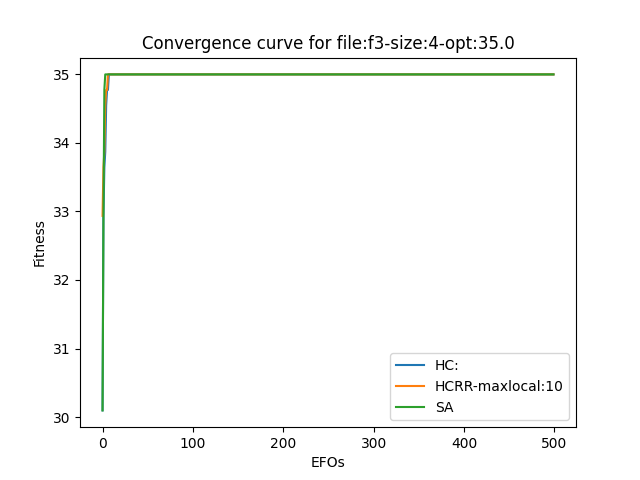 Convergence curve for file:f3-size:4-opt:35.0
Fitness
35
34
33
32
31
30
0 100 200 300 400 500
EFOs
HC:
HCRR-maxlocal:10
SA